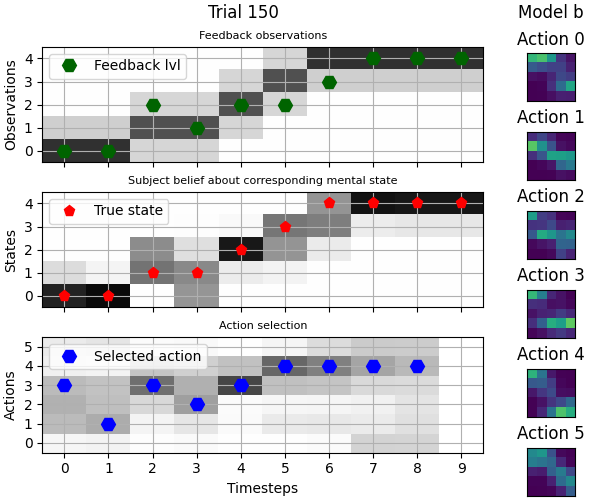 Trial 150
Model b
Feedback observations
Observations
4
3
2
1
0
Feedback lvl
Subject belief about corresponding mental state
States
4
3
2
1
0
True state
Action selection
Actions
5
4
3
2
1
0
Selected action
0 1 2 3 4 5 6 7 8 9
Timesteps
Action 0
Action 1
Action 2
Action 3
Action 4
Action 5